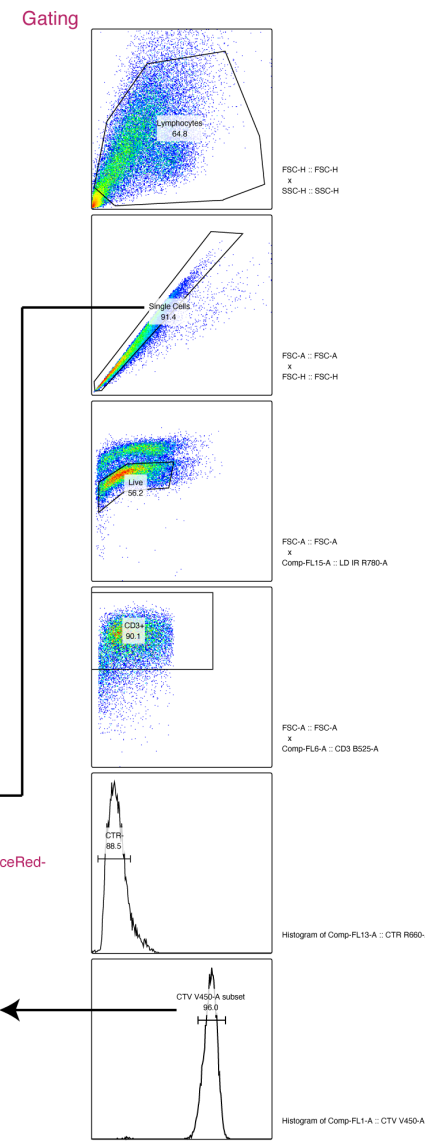 Gating
Lymphocytes
64.8
FSC-H :: FSC-H
x
SSC-H :: SSC-H
Single Cells
91.4
FSC-A :: FSC-A
x
FSC-H :: FSC-H
Live
56.2
FSC-A :: FSC-A
x
Comp-FL15-A :: LD IR R780-A
CD3+
90.1
FSC-A :: FSC-A
x
Comp-FL6-A :: CD3 B525-A
CTR-
88.5
ceRed-
Histogram of Comp-FL13-A :: CTR R660-
CTV V450-A subset
96.0
Histogram of Comp-FL1-A :: CTV V450-A